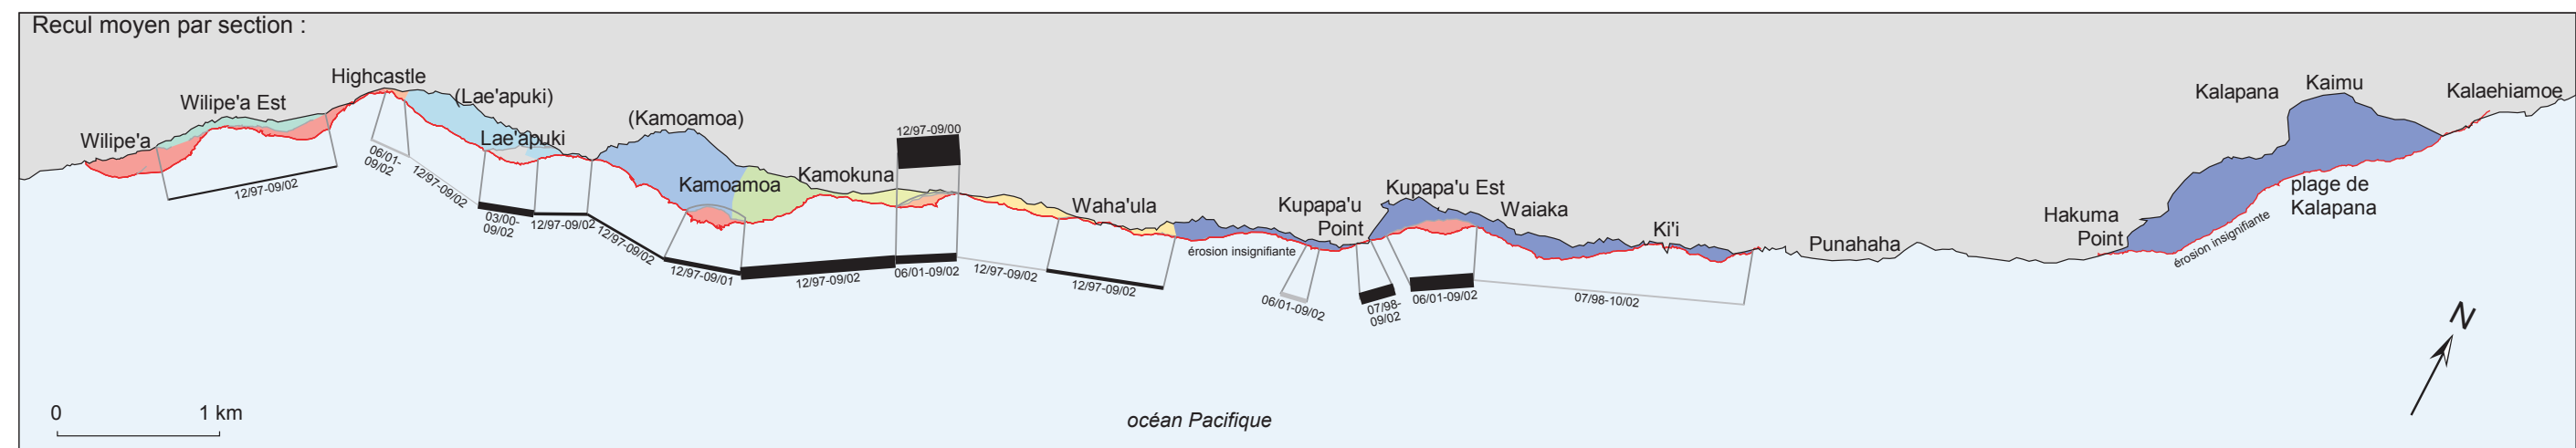 Recul moyen par section :
Highcastle
Wilipe'a Est
(Lae'apuki)
Wilipe'a
Lae'apuki
(Kamoamoa)
Kamoamoa
Kamokuna
Waha'ula
Kupapa'u
Point
Kupapa'u Est
Waiaka
Ki'i
Punahaha
Hakuma
Point
Kalapana
Kaimu
Kalaehiamoe
plage de
Kalapana
12/97-09/02
06/01-
09/02
12/97-09/02
03/00-
09/02
12/97-09/02
12/97-09/02
12/97-09/01
12/97-09/02
12/97-09/00
06/01-09/02
12/97-09/02
12/97-09/02
érosion insignifiante
06/01-09/02
07/98-
09/02
06/01-09/02
07/98-10/02
érosion insignifiante
N
0 1 km
océan Pacifique